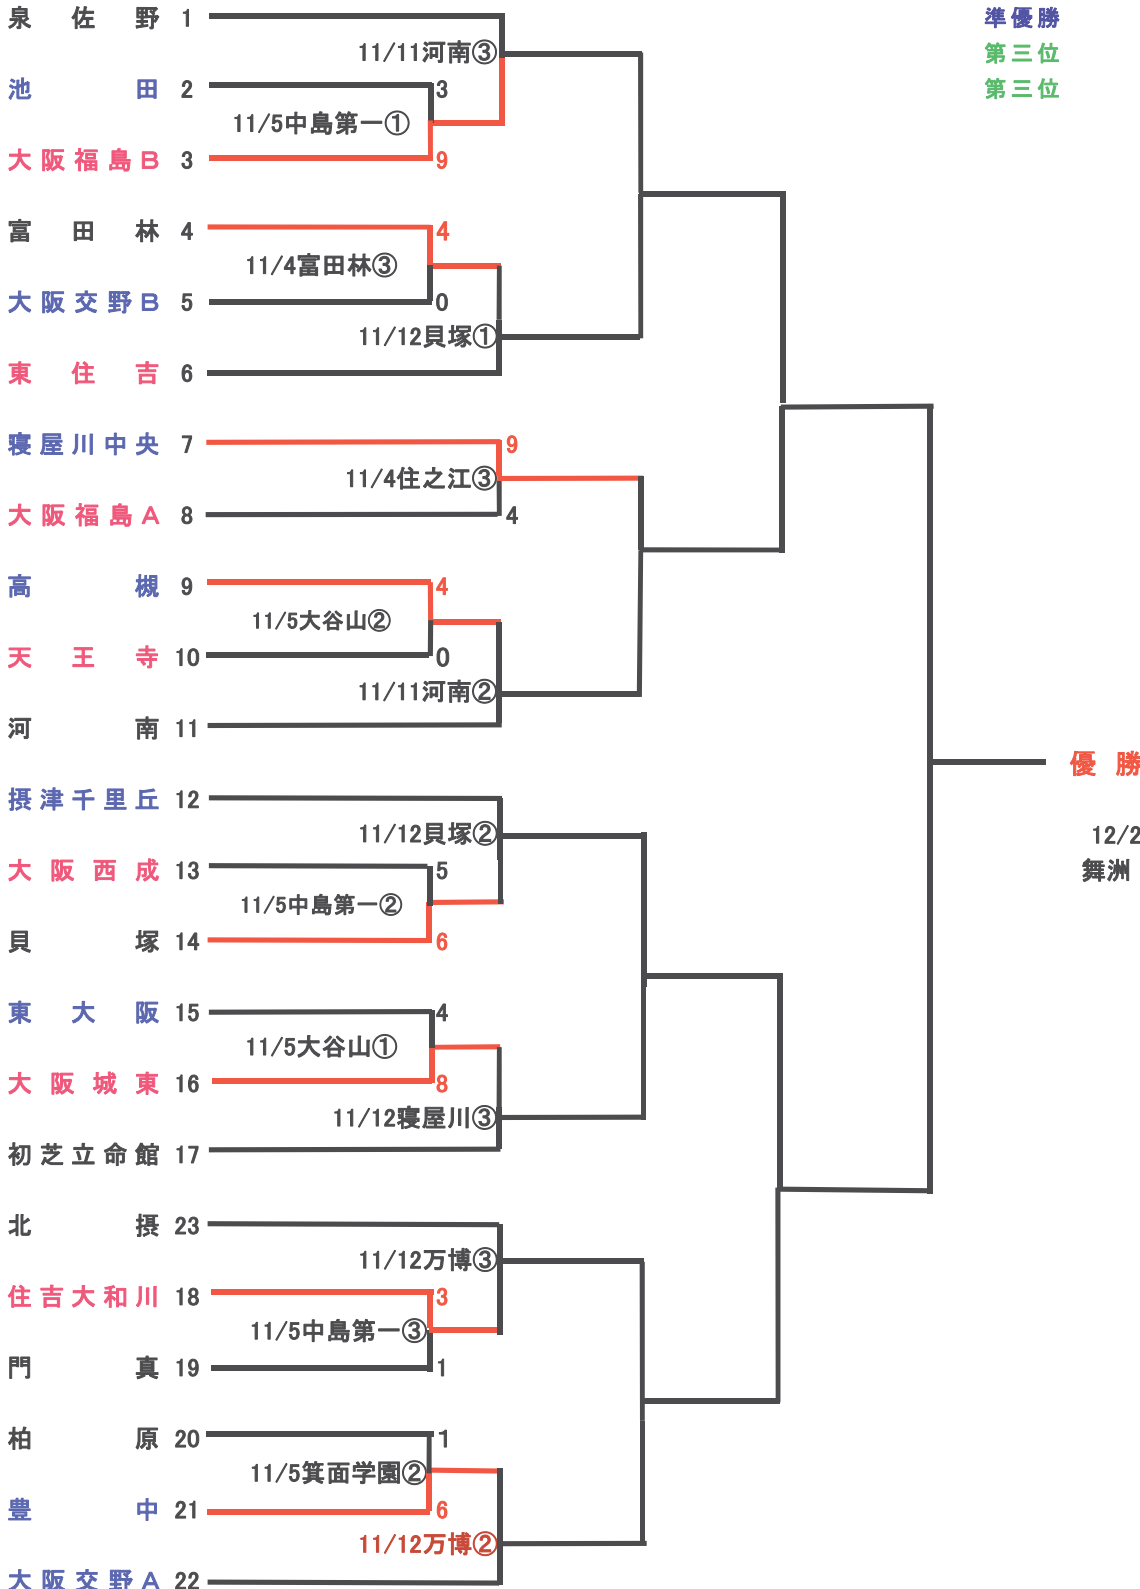 泉佐野 1
準優勝
11/11河南③
第三位
池田 2
3
第三位
11/5中島第一①
大阪福島B 3
9
富田林 4
4
11/4富田林③
大阪交野B 5
0
11/12貝塚①
東住吉 6
寝屋川中央 7
9
11/4住之江③
大阪福島A 8
4
高槻 9
4
11/5大谷山②
天王寺 10
0
11/11河南②
河南 11
優勝
摂津千里丘 12
11/12貝塚②
12/2
大阪西成 13
5
舞洲
11/5中島第一②
貝塚 14
6
東大阪 15
4
11/5大谷山①
大阪城東 16
8
11/12寝屋川③
初芝立命館 17
北摂 23
11/12万博③
住吉大和川 18
3
11/5中島第一③
門真 19
1
柏原 20
1
11/5箕面学園②
豊中 21
6
11/12万博②
大阪交野A 22